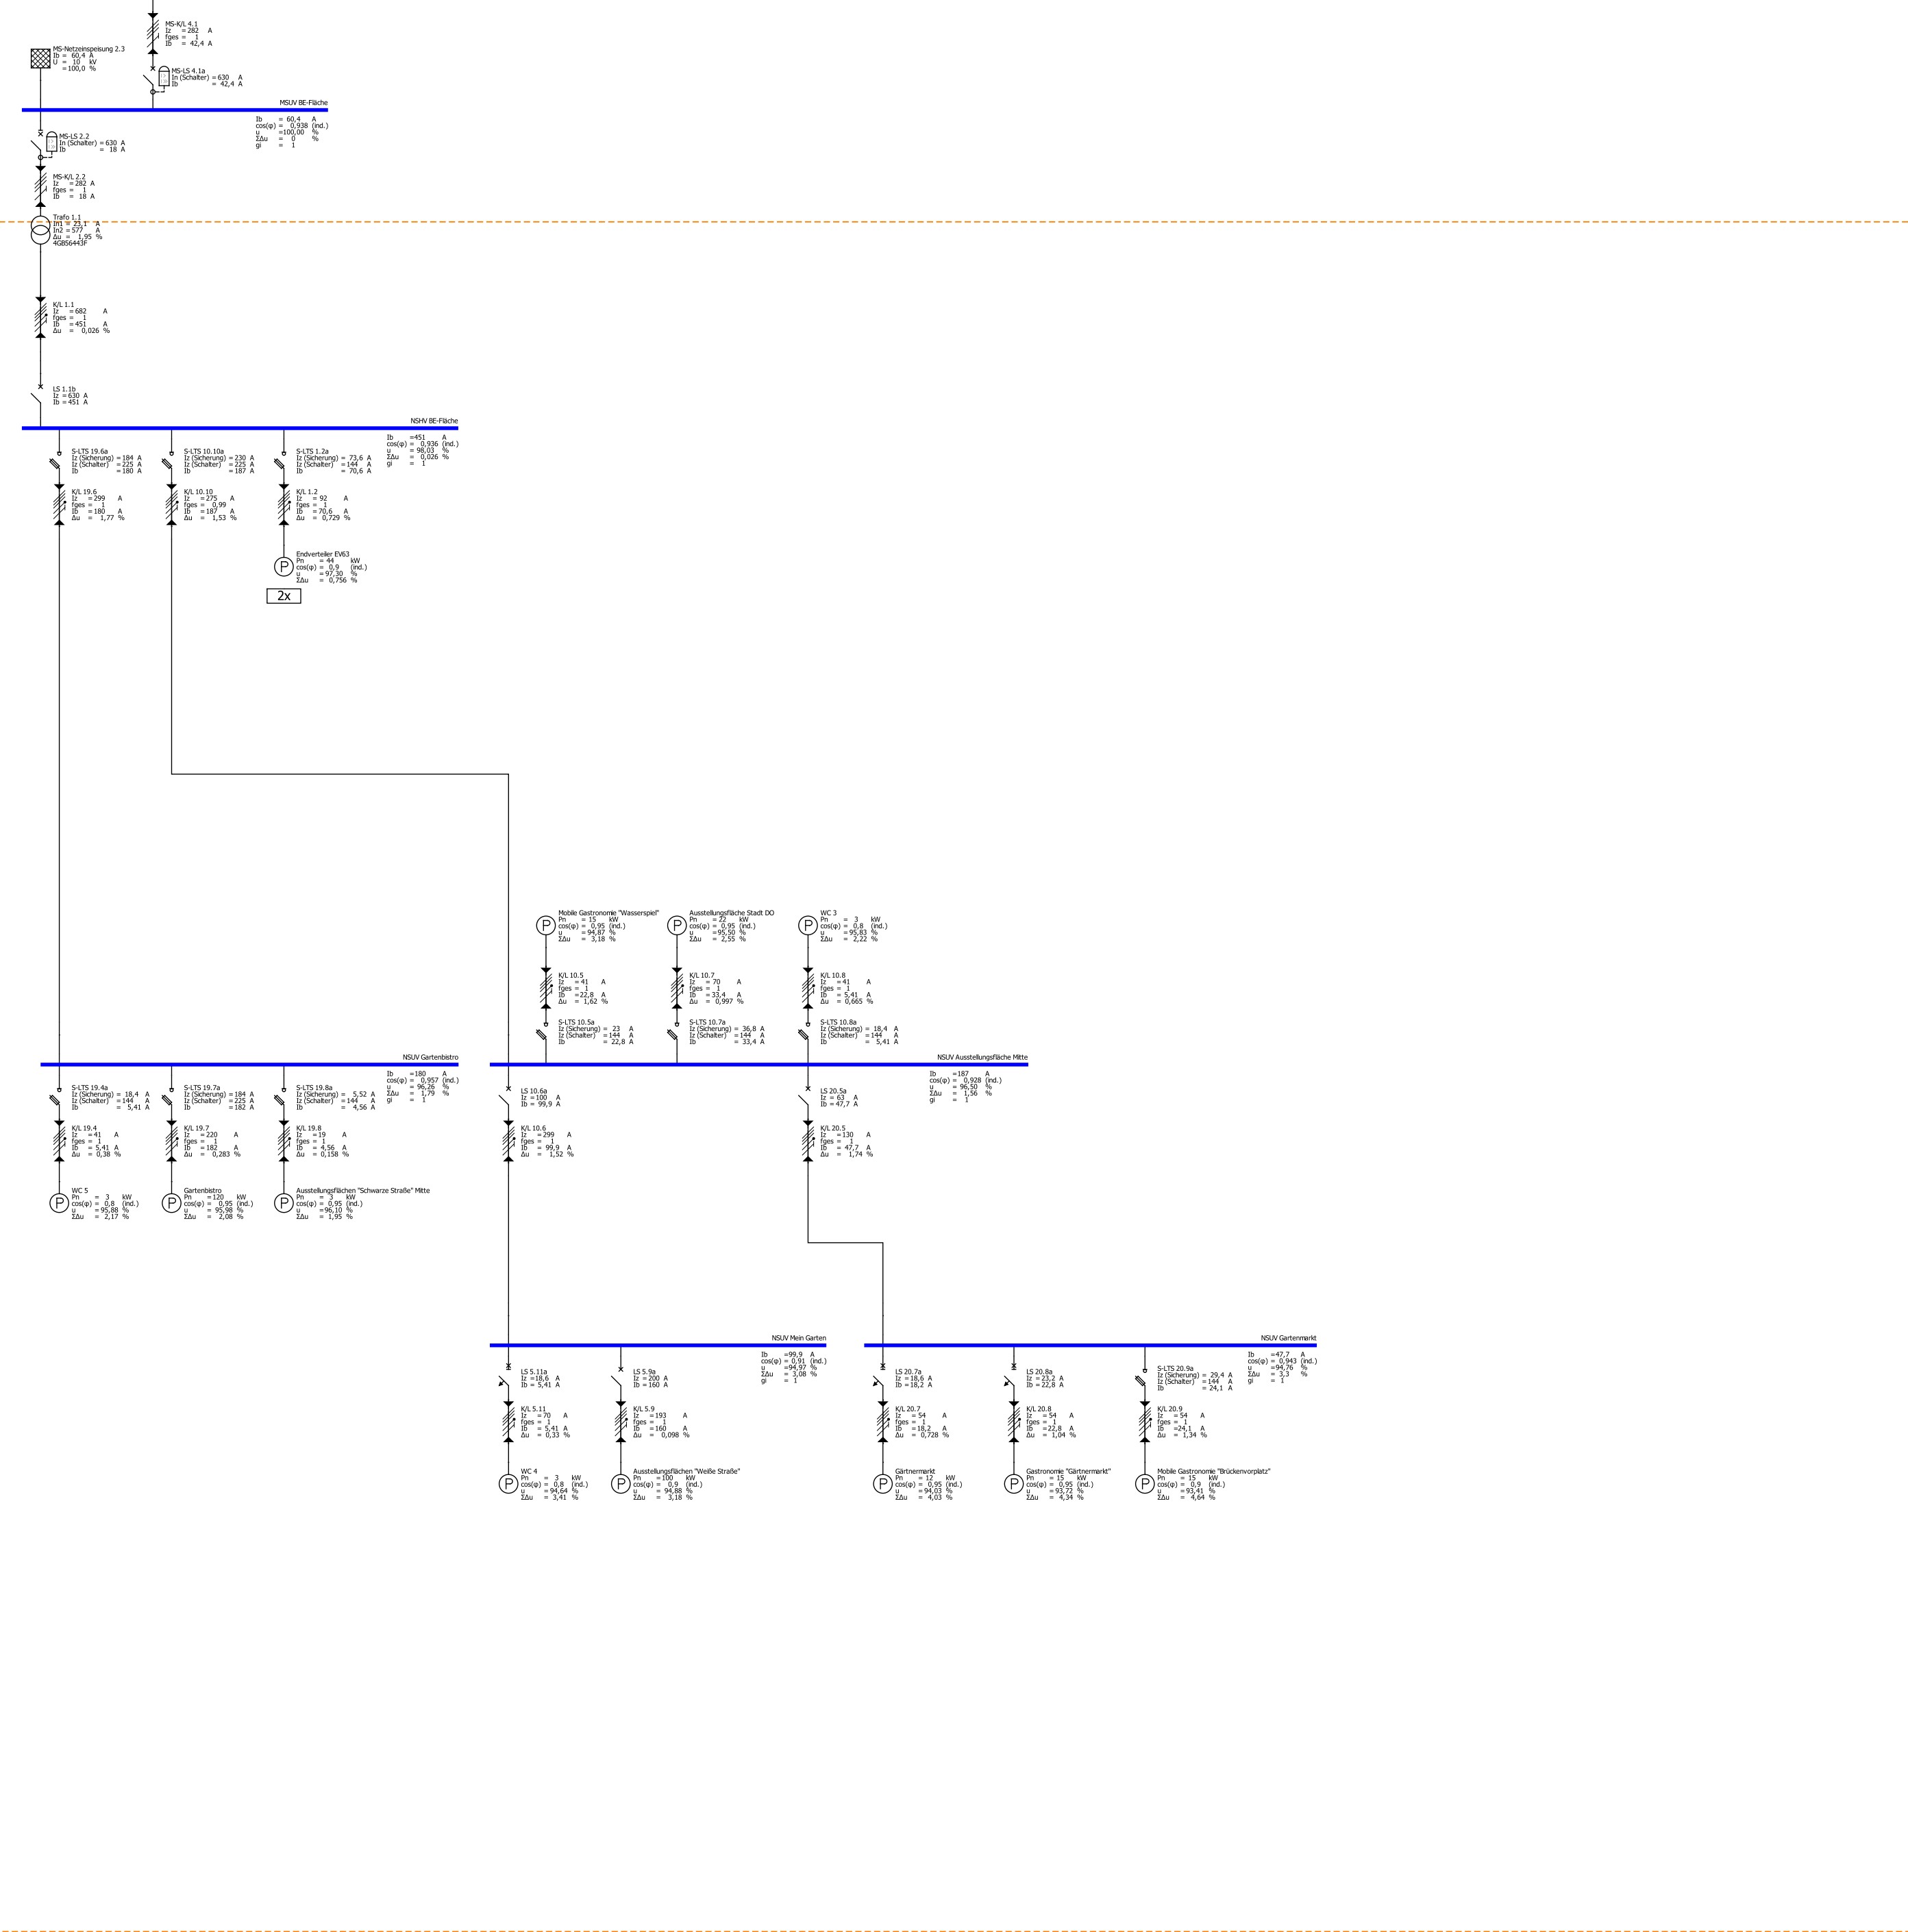 MS-K/L 4.1
Iz = 282 A
fges = 1
Ib = 42,4 A
MS-Netzeinspeisung 2.3
Ib = 60,4 A
U = 10 kV
=100,0 %
MS-LS 4.1a
In (Schalter) = 630 A
Ib = 42,4 A
MSUV BE-Fläche
Ib = 60,4 A
cos(φ) = 0,938 (ind.)
u =100,00 %
ΣΔu = 0 %
gi = 1
MS-LS 2.2
In (Schalter) = 630 A
Ib = 18 A
MS-K/L 2.2
Iz = 282 A
fges = 1
Ib = 18 A
Trafo 1.1
In1 = 23,1 A
In2 = 577 A
Δu = 1,95 %
4GB56443F
K/L 1.1
Iz = 682 A
fges = 1
Ib = 451 A
Δu = 0,026 %
LS 1.1b
Iz = 630 A
Ib = 451 A
NSHV BE-Fläche
Ib =451 A
cos(φ) = 0,936 (ind.)
u = 98,03 %
ΣΔu = 0,026 %
gi = 1
S-LTS 19.6a
Iz (Sicherung) = 184 A
Iz (Schalter) = 225 A
Ib = 180 A
S-LTS 10.10a
Iz (Sicherung) = 230 A
Iz (Schalter) = 225 A
Ib = 187 A
S-LTS 1.2a
Iz (Sicherung) = 73,6 A
Iz (Schalter) = 144 A
Ib = 70,6 A
K/L 19.6
Iz = 299 A
fges = 1
Ib = 180 A
Δu = 1,77 %
K/L 10.10
Iz = 275 A
fges = 0,99
Ib = 187 A
Δu = 1,53 %
K/L 1.2
Iz = 92 A
fges = 1
Ib = 70,6 A
Δu = 0,729 %
Endverteiler EV63
Pn = 44 kW
cos(φ) = 0,9 (ind.)
u = 97,30 %
ΣΔu = 0,756 %
2x
Mobile Gastronomie "Wasserspiel"
Pn = 15 kW
cos(φ) = 0,95 (ind.)
u = 94,87 %
ΣΔu = 3,18 %
Ausstellungsfläche Stadt DO
Pn = 22 kW
cos(φ) = 0,95 (ind.)
u = 95,50 %
ΣΔu = 2,55 %
WC 3
Pn = 3 kW
cos(φ) = 0,8 (ind.)
u = 95,83 %
ΣΔu = 2,22 %
K/L 10.5
Iz = 41 A
fges = 1
Ib = 22,8 A
Δu = 1,62 %
K/L 10.7
Iz = 70 A
fges = 1
Ib = 33,4 A
Δu = 0,997 %
K/L 10.8
Iz = 41 A
fges = 1
Ib = 5,41 A
Δu = 0,665 %
S-LTS 10.5a
Iz (Sicherung) = 23 A
Iz (Schalter) = 144 A
Ib = 22,8 A
S-LTS 10.7a
Iz (Sicherung) = 36,8 A
Iz (Schalter) = 144 A
Ib = 33,4 A
S-LTS 10.8a
Iz (Sicherung) = 18,4 A
Iz (Schalter) = 144 A
Ib = 5,41 A
NSUV Gartenbistro
Ib =180 A
cos(φ) = 0,957 (ind.)
u = 96,26 %
ΣΔu = 1,79 %
gi = 1
NSUV Ausstellungsfläche Mitte
Ib =187 A
cos(φ) = 0,928 (ind.)
u = 96,50 %
ΣΔu = 1,56 %
gi = 1
S-LTS 19.4a
Iz (Sicherung) = 18,4 A
Iz (Schalter) = 144 A
Ib = 5,41 A
S-LTS 19.7a
Iz (Sicherung) = 184 A
Iz (Schalter) = 225 A
Ib = 182 A
S-LTS 19.8a
Iz (Sicherung) = 5,52 A
Iz (Schalter) = 144 A
Ib = 4,56 A
LS 10.6a
Iz = 100 A
Ib = 99,9 A
LS 20.5a
Iz = 63 A
Ib = 47,7 A
K/L 19.4
Iz = 41 A
fges = 1
Ib = 5,41 A
Δu = 0,38 %
K/L 19.7
Iz = 220 A
fges = 1
Ib = 182 A
Δu = 0,283 %
K/L 19.8
Iz = 19 A
fges = 1
Ib = 4,56 A
Δu = 0,158 %
K/L 10.6
Iz = 299 A
fges = 1
Ib = 99,9 A
Δu = 1,52 %
K/L 20.5
Iz = 130 A
fges = 1
Ib = 47,7 A
Δu = 1,74 %
WC 5
Pn = 3 kW
cos(φ) = 0,8 (ind.)
u = 95,88 %
ΣΔu = 2,17 %
Gartenbistro
Pn = 120 kW
cos(φ) = 0,95 (ind.)
u = 95,98 %
ΣΔu = 2,08 %
Ausstellungsflächen "Schwarze Straße" Mitte
Pn = 3 kW
cos(φ) = 0,95 (ind.)
u = 96,10 %
ΣΔu = 1,95 %
NSUV Mein Garten
Ib =99,9 A
cos(φ) = 0,91 (ind.)
u =94,97 %
ΣΔu = 3,08 %
gi = 1
NSUV Gartenmarkt
Ib =47,7 A
cos(φ) = 0,943 (ind.)
u =94,76 %
ΣΔu = 3,3 %
gi = 1
LS 5.11a
Iz = 18,6 A
Ib = 5,41 A
LS 5.9a
Iz = 200 A
Ib = 160 A
LS 20.7a
Iz = 18,6 A
Ib = 18,2 A
LS 20.8a
Iz = 23,2 A
Ib = 22,8 A
S-LTS 20.9a
Iz (Sicherung) = 29,4 A
Iz (Schalter) = 144 A
Ib = 24,1 A
K/L 5.11
Iz = 70 A
fges = 1
Ib = 5,41 A
Δu = 0,33 %
K/L 5.9
Iz = 193 A
fges = 1
Ib = 160 A
Δu = 0,098 %
K/L 20.7
Iz = 54 A
fges = 1
Ib = 18,2 A
Δu = 0,728 %
K/L 20.8
Iz = 54 A
fges = 1
Ib = 22,8 A
Δu = 1,04 %
K/L 20.9
Iz = 54 A
fges = 1
Ib = 24,1 A
Δu = 1,34 %
WC 4
Pn = 3 kW
cos(φ) = 0,8 (ind.)
u = 94,64 %
ΣΔu = 3,41 %
Ausstellungsflächen "Weiße Straße"
Pn = 100 kW
cos(φ) = 0,9 (ind.)
u = 94,88 %
ΣΔu = 3,18 %
Gärtnermarkt
Pn = 12 kW
cos(φ) = 0,95 (ind.)
u = 94,03 %
ΣΔu = 4,03 %
Gastronomie "Gärtnermarkt"
Pn = 15 kW
cos(φ) = 0,95 (ind.)
u = 93,72 %
ΣΔu = 4,34 %
Mobile Gastronomie "Brückenvorplatz"
Pn = 15 kW
cos(φ) = 0,9 (ind.)
u = 93,41 %
ΣΔu = 4,64 %